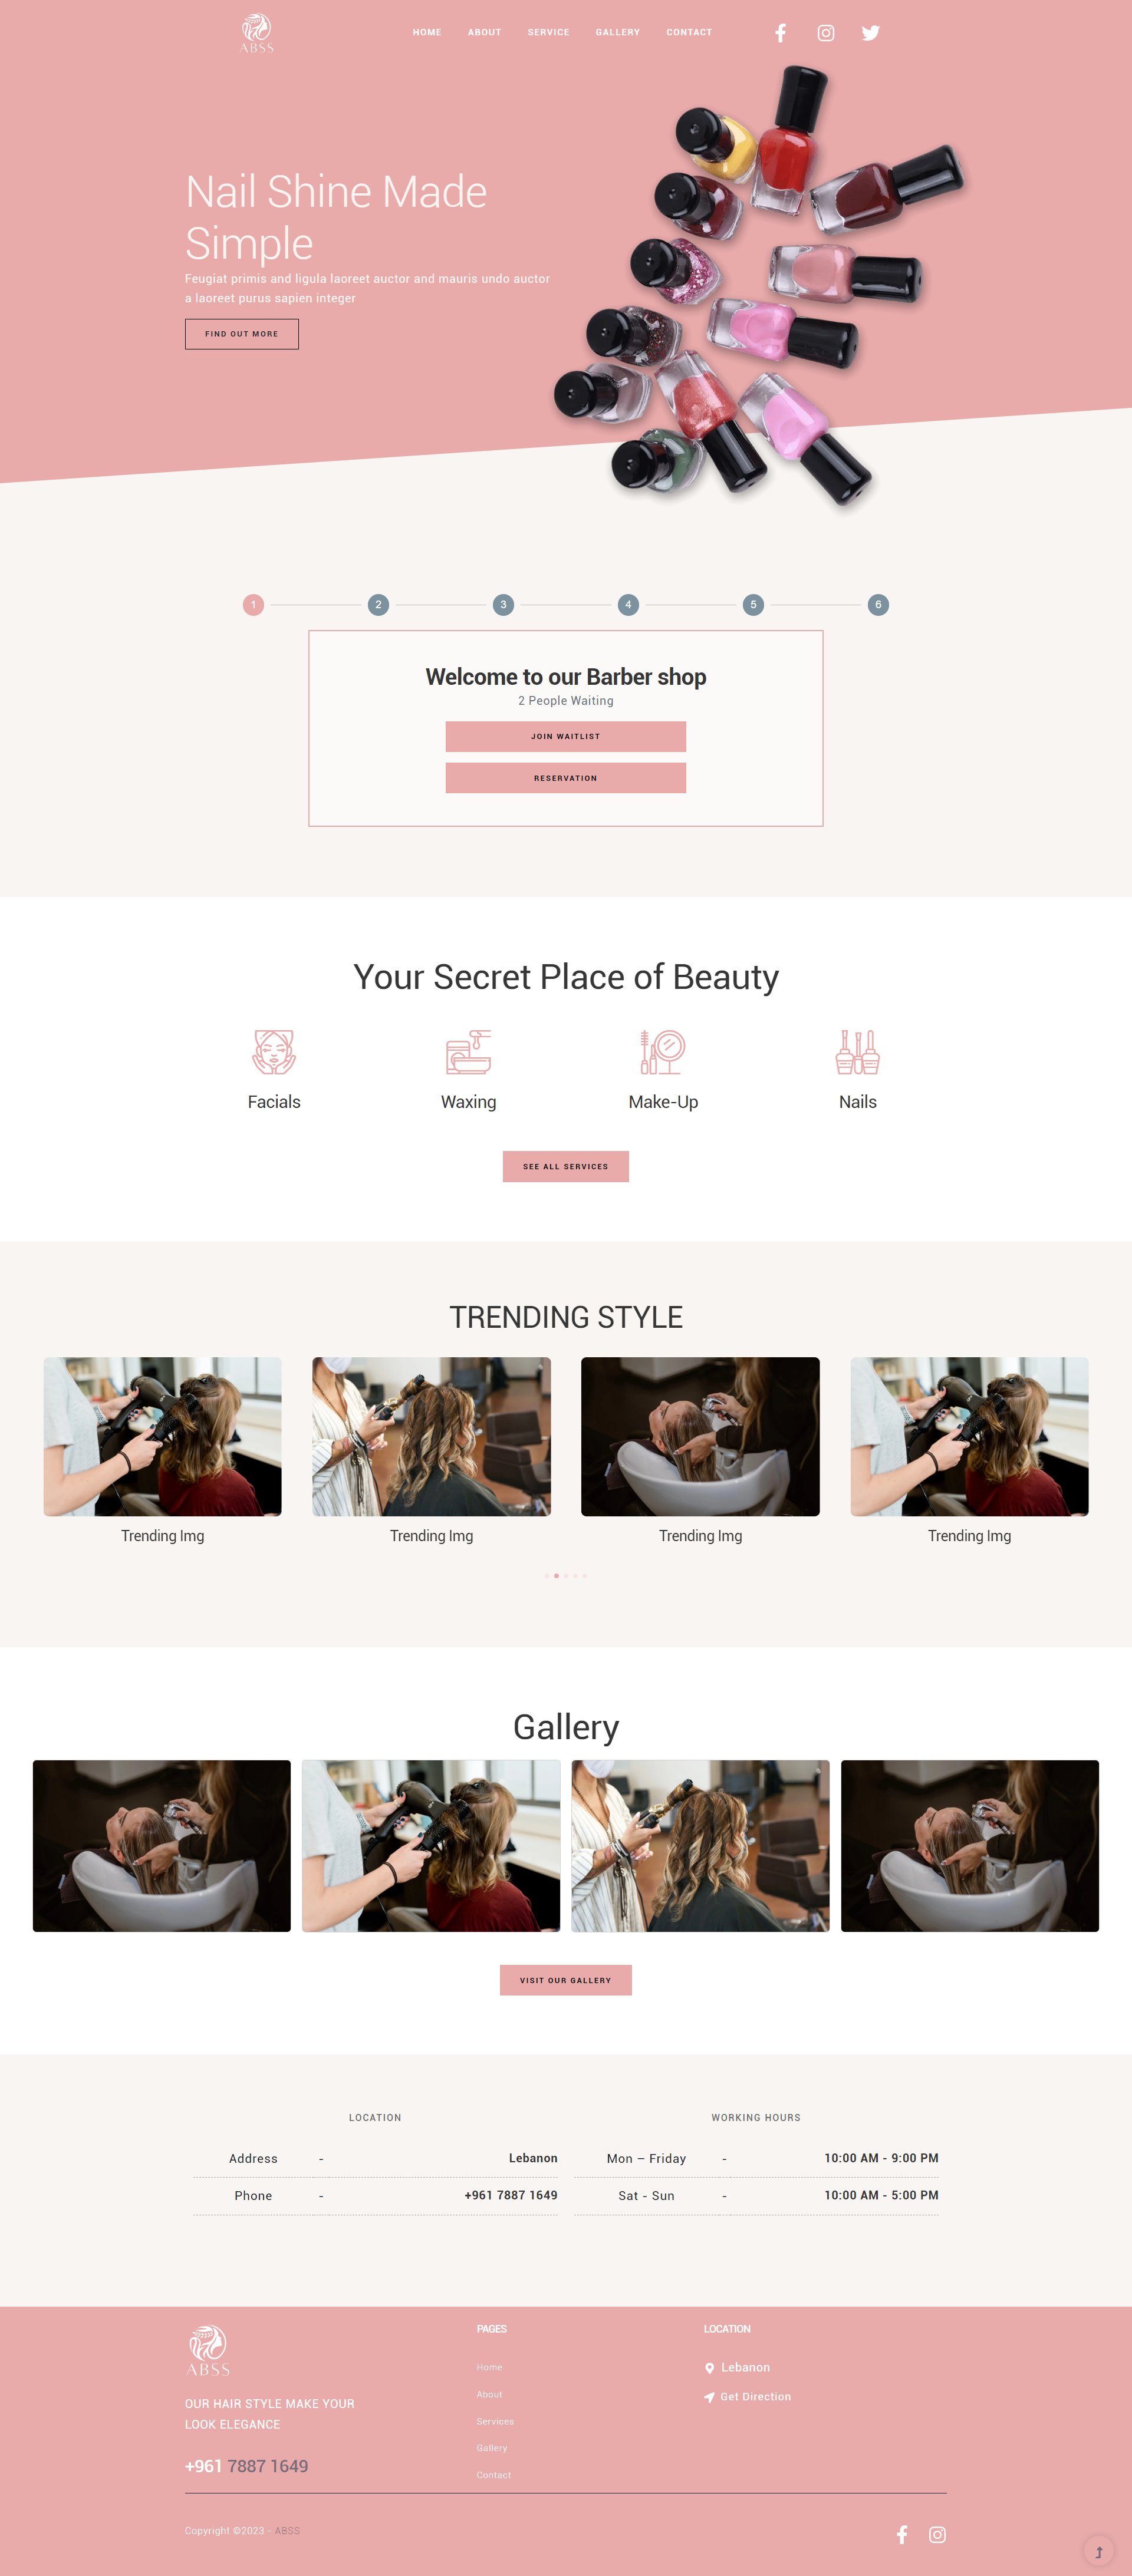 ABSS
HOME ABOUT SERVICE GALLERY CONTACT
Nail Shine Made
Simple
Feugiat primis and ligula laoreet auctor and mauris undo auctor
a laoreet purus sapien integer
FIND OUT MORE
1 2 3 4 5 6
Welcome to our Barber shop
2 People Waiting
JOIN WAITLIST
RESERVATION
Your Secret Place of Beauty
Facials Waxing Make-Up Nails
SEE ALL SERVICES
TRENDING STYLE
Trending Img Trending Img Trending Img Trending Img
Gallery
VISIT OUR GALLERY
LOCATION
Address - Lebanon
Phone - +961 7887 1649
WORKING HOURS
Mon – Friday - 10:00 AM - 9:00 PM
Sat - Sun - 10:00 AM - 5:00 PM
ABSS
OUR HAIR STYLE MAKE YOUR
LOOK ELEGANCE
+961 7887 1649
PAGES
Home
About
Services
Gallery
Contact
LOCATION
Lebanon
Get Direction
Copyright ©2023 - ABSS